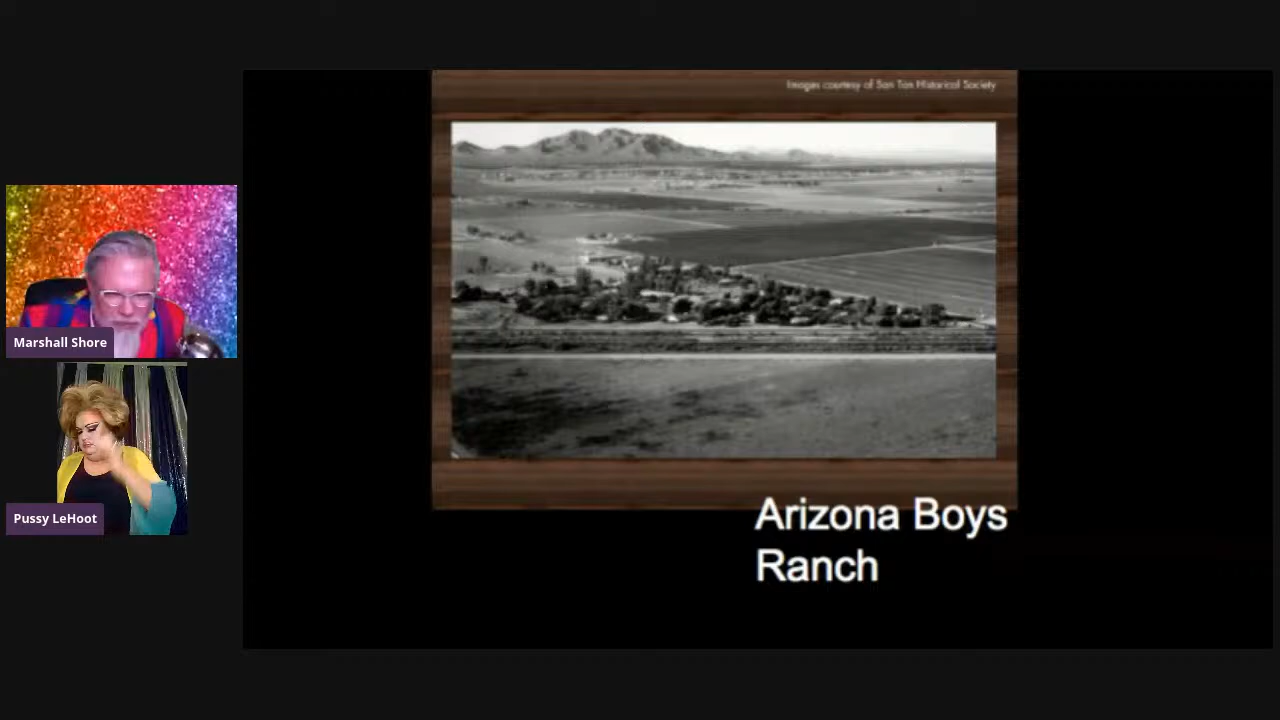 Images courtesy of San Tan Historical Society
Marshall Shore
Pussy LeHoot
Arizona Boys
Ranch